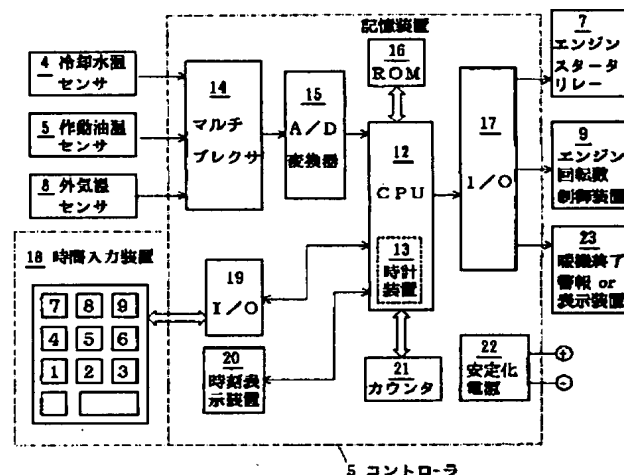 4 冷却水温
センサ
5 作動油温
センサ
8 外気温
センサ
14
マルチ
プレクサ
15
A/D
変換器
記憶装置
16
ROM
12
CPU
13
時計
装置
17
I/O
7
エンジン
スタータ
リレー
9
エンジン
回転数
制御装置
23
暖機終了
警報 or
表示装置
18 時間入力装置
7 8 9
4 5 6
1 2 3
19
I/O
20
時刻表
示装置
21
カウンタ
22
安定化
電源
+
-
5 コントローラ